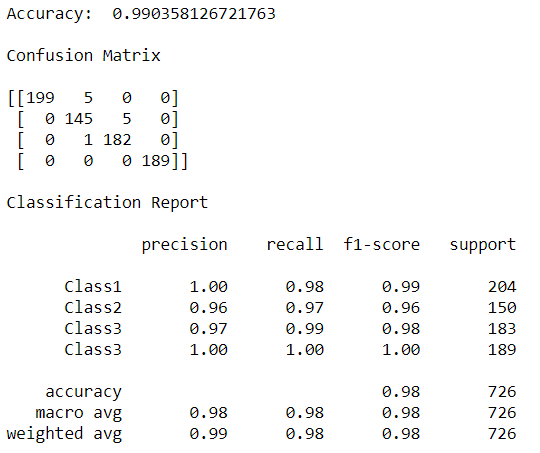 Accuracy:  0.990358126721763
Confusion Matrix
[[199   5   0   0]
 [  0 145   5   0]
 [  0   1 182   0]
 [  0   0   0 189]]
Classification Report
              precision    recall  f1-score   support
      Class1       1.00      0.98      0.99       204
      Class2       0.96      0.97      0.96       150
      Class3       0.97      0.99      0.98       183
      Class3       1.00      1.00      1.00       189
    accuracy                           0.98       726
   macro avg       0.98      0.98      0.98       726
weighted avg       0.99      0.98      0.98       726